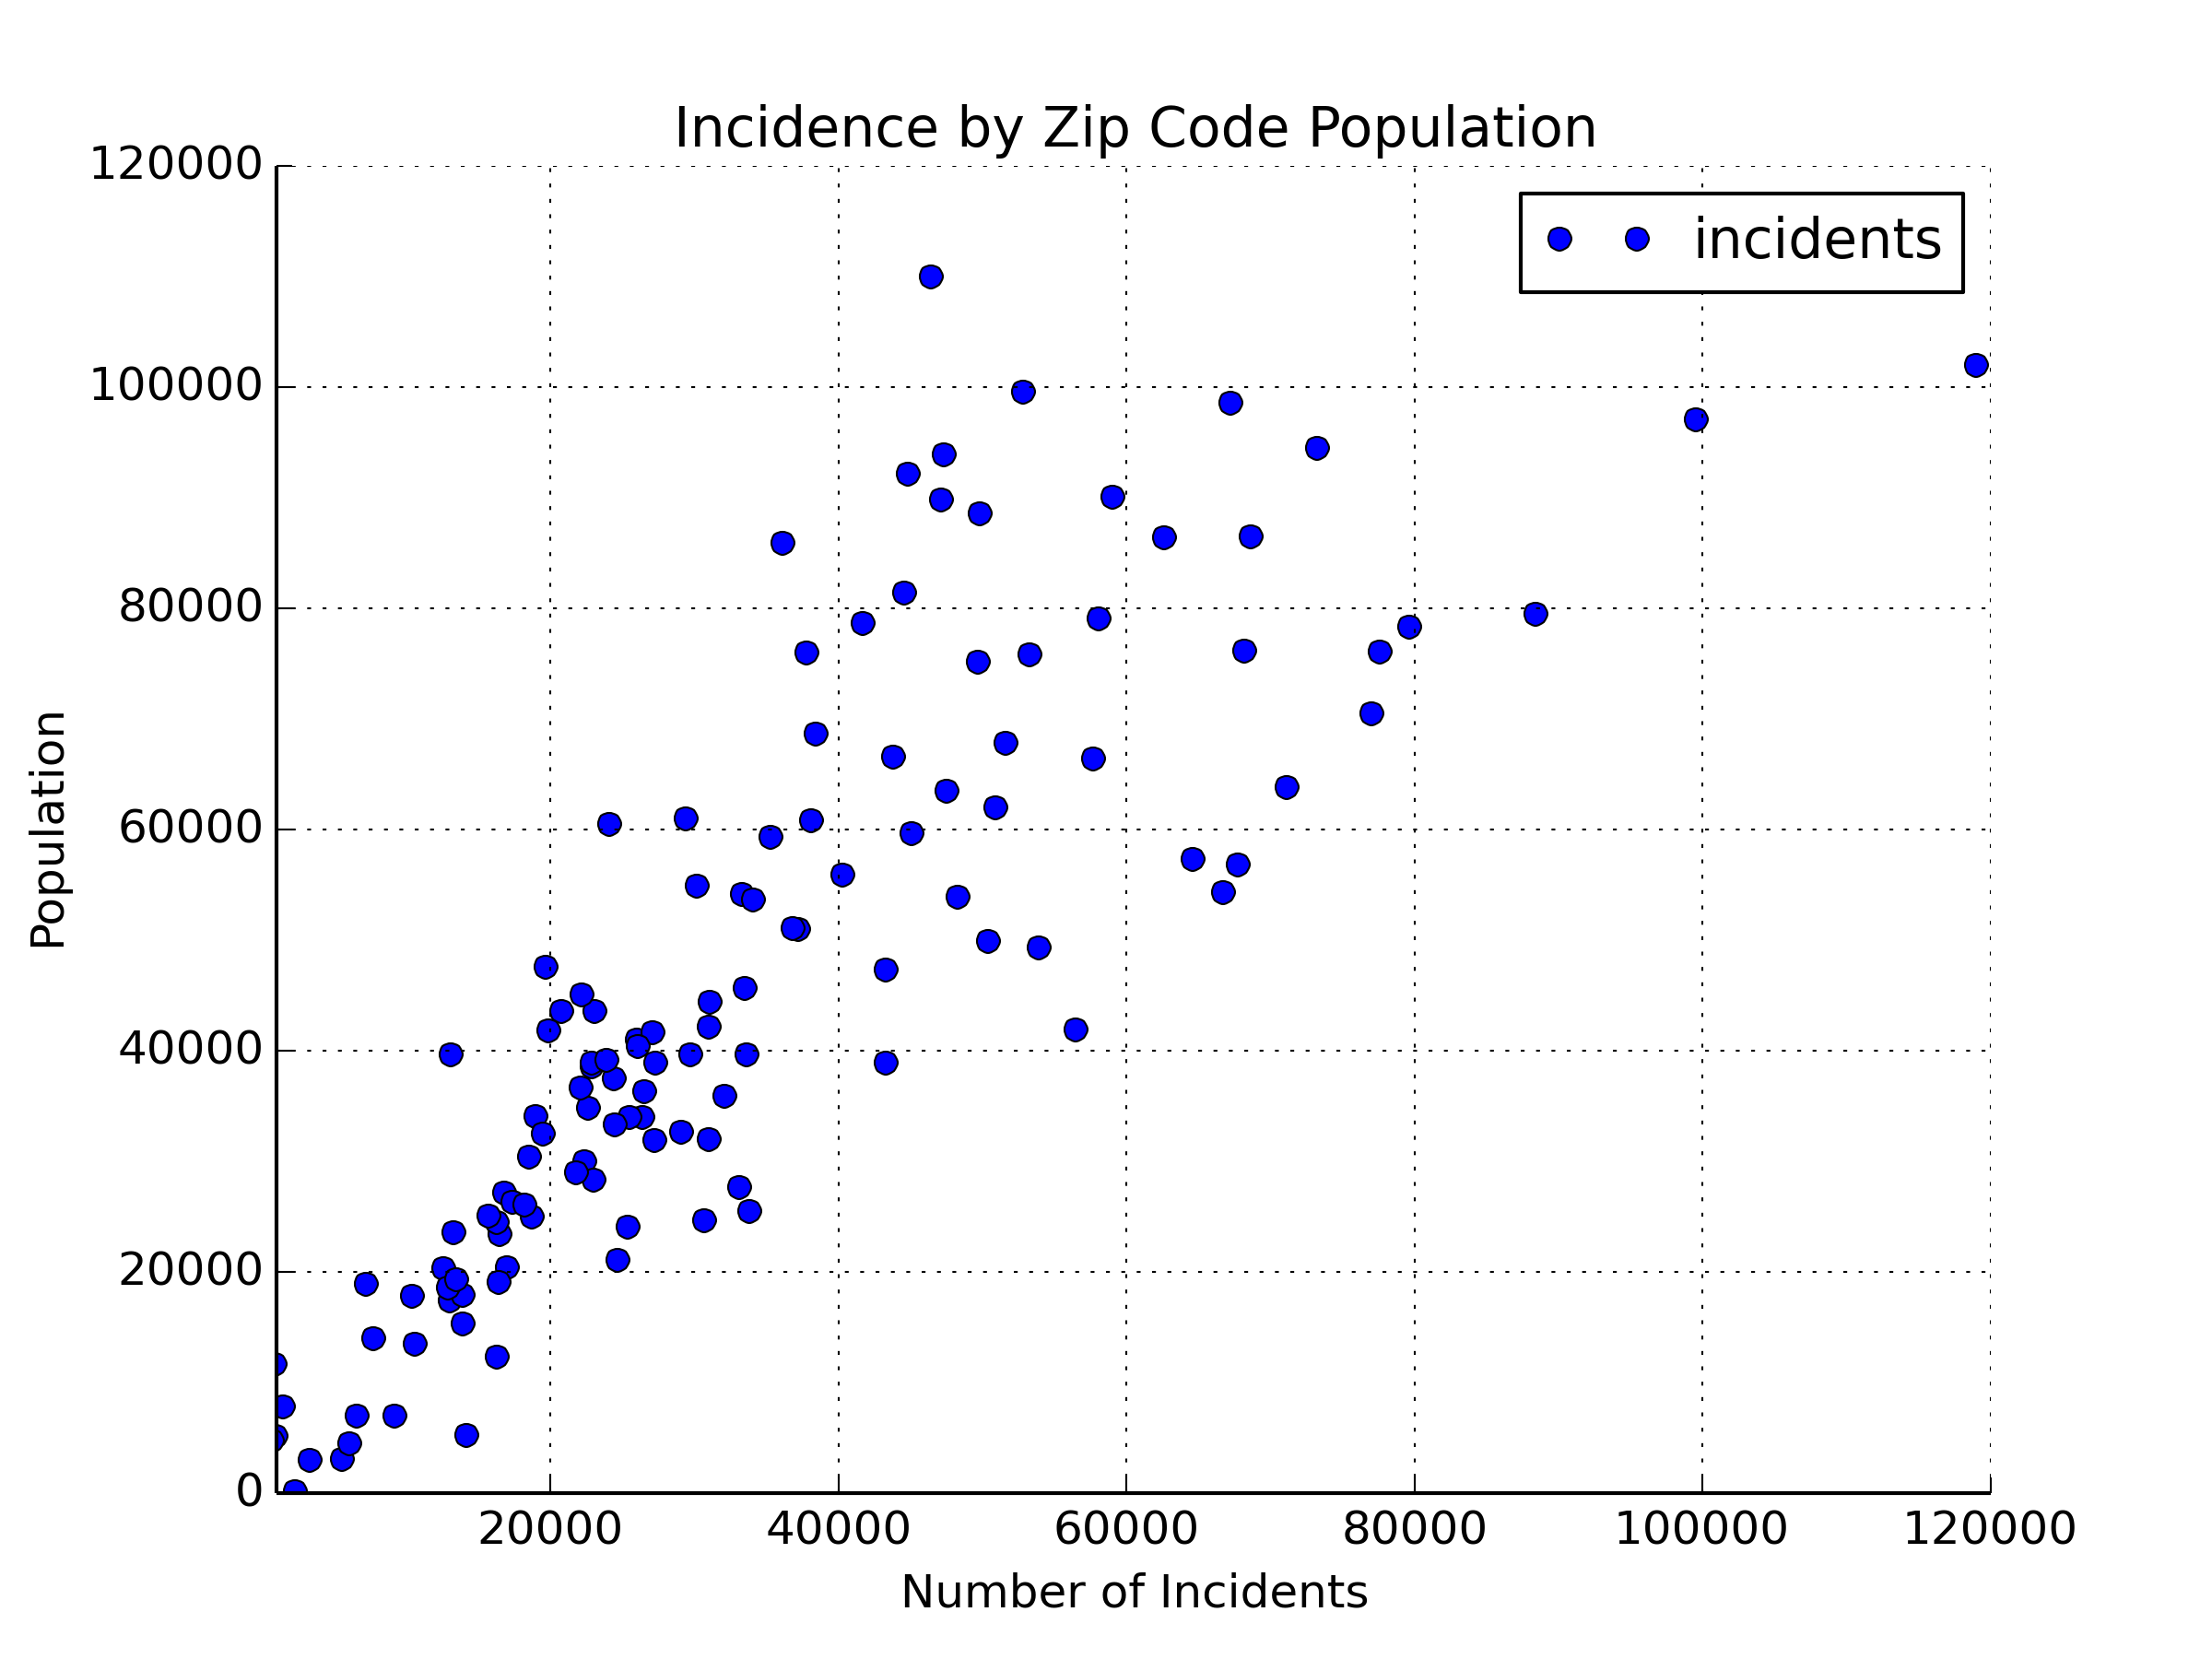 Incidence by Zip Code Population
incidents
120000
100000
80000
60000
40000
20000
0
Population
20000 40000 60000 80000 100000 120000
Number of Incidents